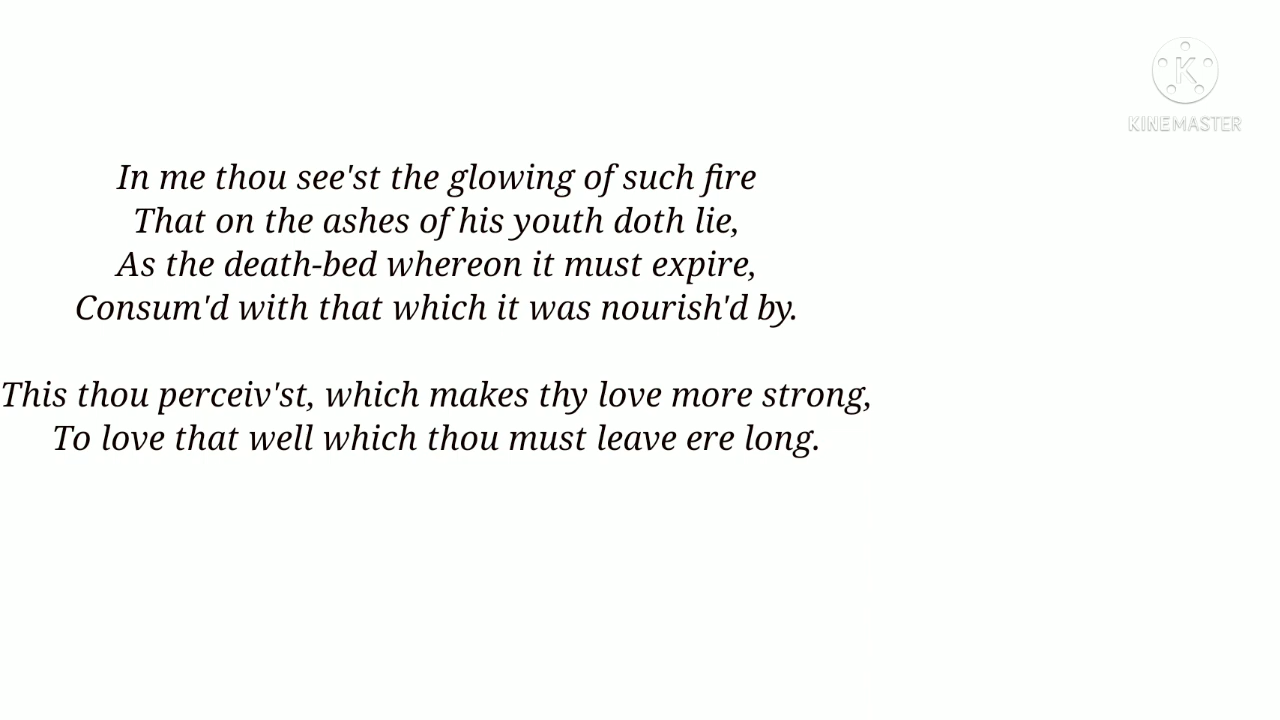 KINEMASTER
In me thou see'st the glowing of such fire
That on the ashes of his youth doth lie,
As the death-bed whereon it must expire,
Consum'd with that which it was nourish'd by.
This thou perceiv'st, which makes thy love more strong,
To love that well which thou must leave ere long.